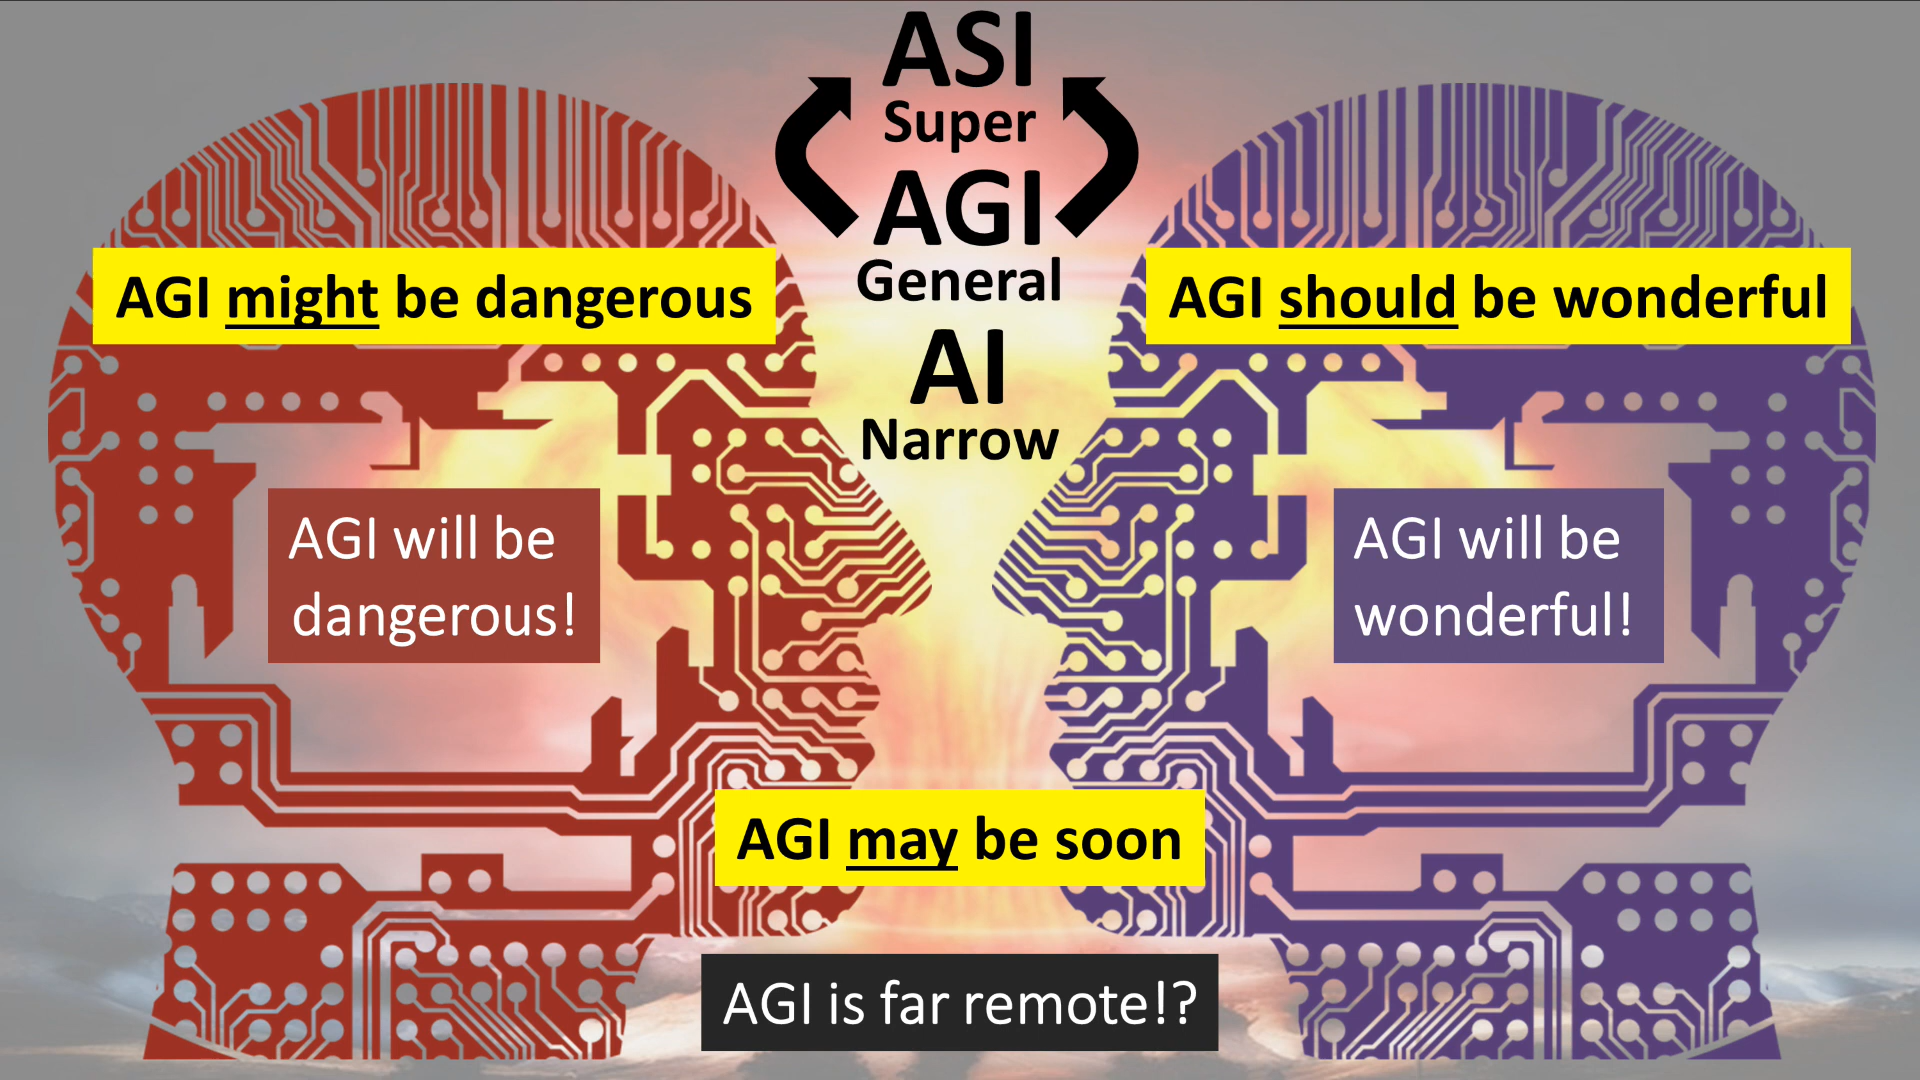 ASI
Super
AGI
General
AI
Narrow
AGI might be dangerous
AGI should be wonderful
AGI will be
dangerous!
AGI will be
wonderful!
AGI may be soon
AGI is far remote!?